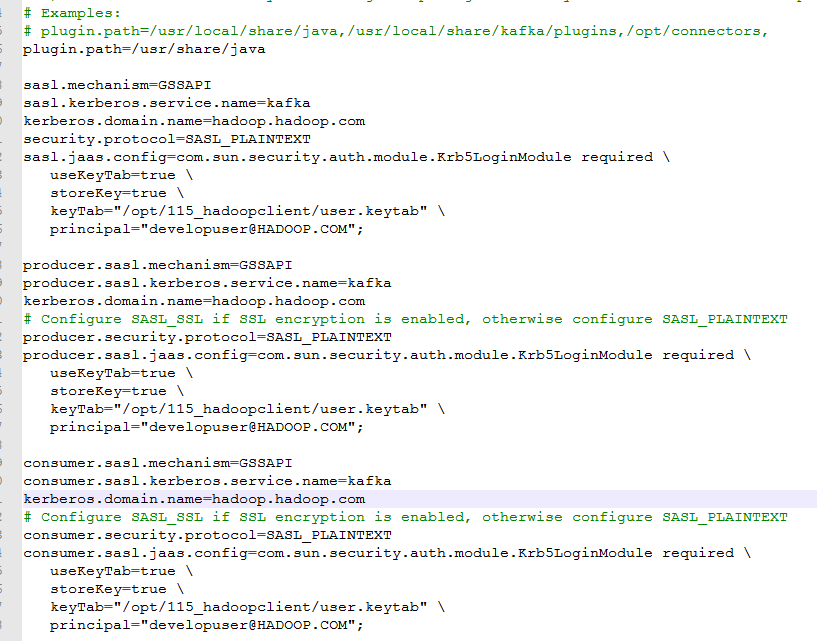 # Examples:
# plugin.path=/usr/local/share/java,/usr/local/share/kafka/plugins,/opt/connectors,
plugin.path=/usr/share/java
sasl.mechanism=GSSAPI
sasl.kerberos.service.name=kafka
kerberos.domain.name=hadoop.hadoop.com
security.protocol=SASL_PLAINTEXT
sasl.jaas.config=com.sun.security.auth.module.Krb5LoginModule required \
useKeyTab=true \
storeKey=true \
keyTab="/opt/115_hadoopclient/user.keytab" \
principal="developuser@HADOOP.COM";
producer.sasl.mechanism=GSSAPI
producer.sasl.kerberos.service.name=kafka
kerberos.domain.name=hadoop.hadoop.com
# Configure SASL_SSL if SSL encryption is enabled, otherwise configure SASL_PLAINTEXT
producer.security.protocol=SASL_PLAINTEXT
producer.sasl.jaas.config=com.sun.security.auth.module.Krb5LoginModule required \
useKeyTab=true \
storeKey=true \
keyTab="/opt/115_hadoopclient/user.keytab" \
principal="developuser@HADOOP.COM";
consumer.sasl.mechanism=GSSAPI
consumer.sasl.kerberos.service.name=kafka
kerberos.domain.name=hadoop.hadoop.com
# Configure SASL_SSL if SSL encryption is enabled, otherwise configure SASL_PLAINTEXT
consumer.security.protocol=SASL_PLAINTEXT
consumer.sasl.jaas.config=com.sun.security.auth.module.Krb5LoginModule required \
useKeyTab=true \
storeKey=true \
keyTab="/opt/115_hadoopclient/user.keytab" \
principal="developuser@HADOOP.COM";